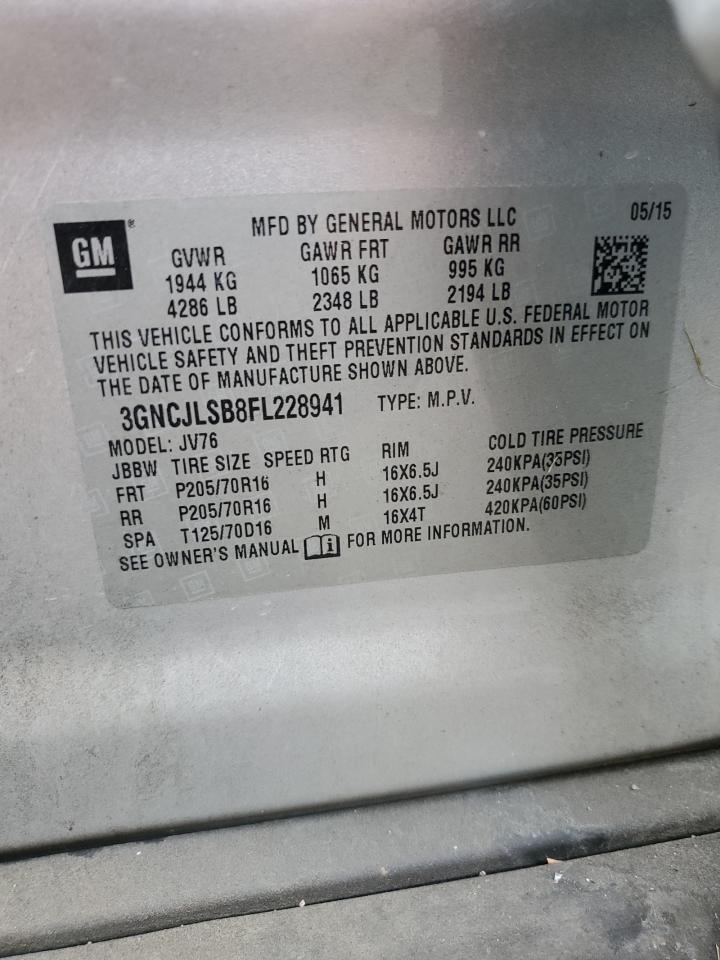 GM ®
MFD BY GENERAL MOTORS LLC 05/15
GVWR GAWR FRT GAWR RR
1944 KG 1065 KG 995 KG
4286 LB 2348 LB 2194 LB
THIS VEHICLE CONFORMS TO ALL APPLICABLE U.S. FEDERAL MOTOR
VEHICLE SAFETY AND THEFT PREVENTION STANDARDS IN EFFECT ON
THE DATE OF MANUFACTURE SHOWN ABOVE.
3GNCJLSB8FL228941 TYPE: M.P.V.
MODEL: JV76
JBBW TIRE SIZE SPEED RTG RIM COLD TIRE PRESSURE
FRT P205/70R16 H 16X6.5J 240KPA(35PSI)
RR P205/70R16 H 16X6.5J 240KPA(35PSI)
SPA T125/70D16 M 16X4T 420KPA(60PSI)
SEE OWNER'S MANUAL i FOR MORE INFORMATION.